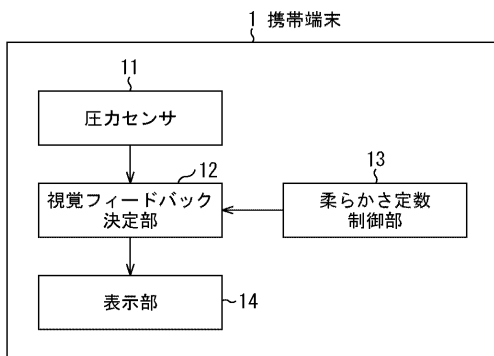 1 携帯端末
11
圧力センサ
12
視覚フィードバック
決定部
13
柔らかさ定数
制御部
表示部
14